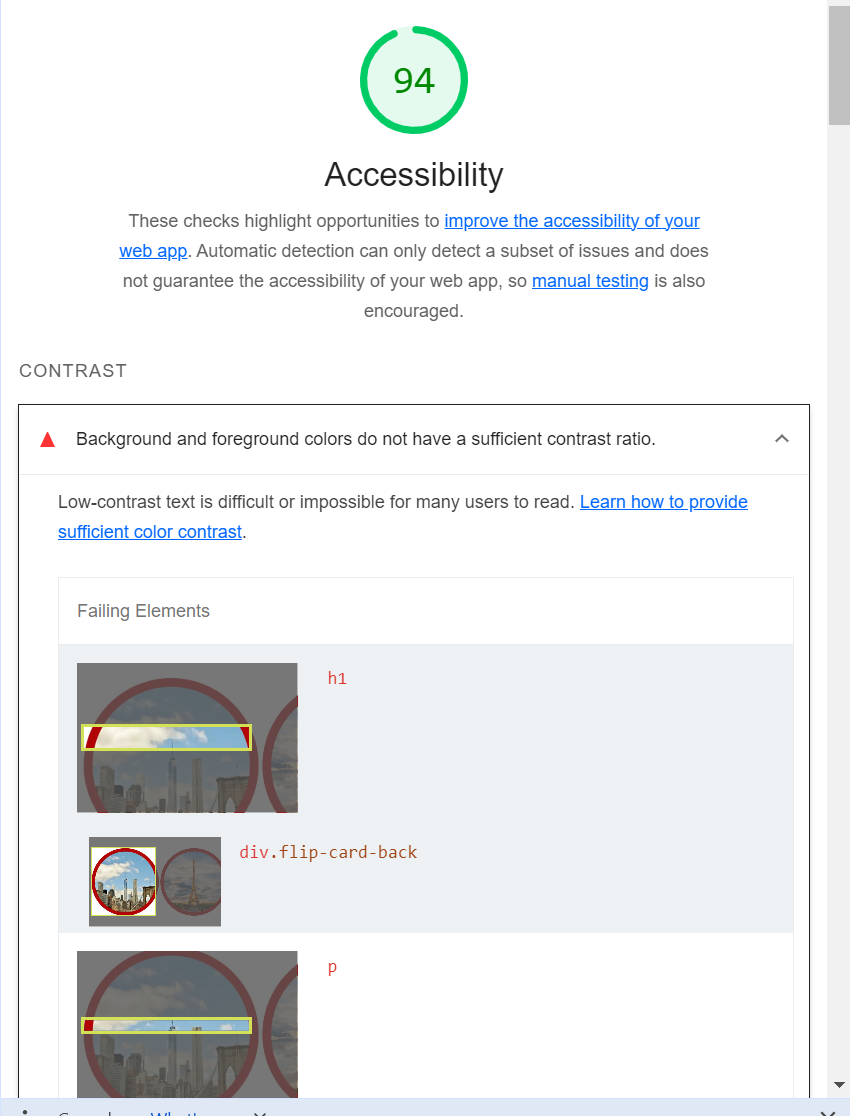 94
Accessibility
These checks highlight opportunities to improve the accessibility of your
web app. Automatic detection can only detect a subset of issues and does
not guarantee the accessibility of your web app, so manual testing is also
encouraged.
CONTRAST
Background and foreground colors do not have a sufficient contrast ratio.
Low-contrast text is difficult or impossible for many users to read. Learn how to provide
sufficient color contrast.
Failing Elements
h1
div.flip-card-back
p